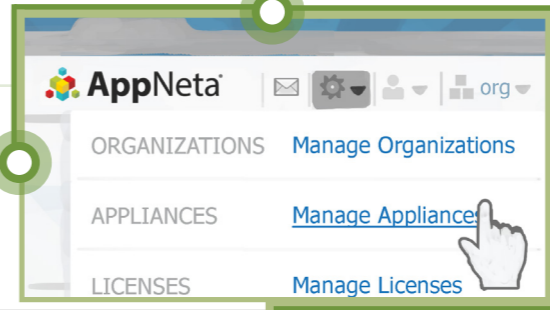 AppNeta org
ORGANIZATIONS Manage Organizations
APPLIANCES Manage Appliances
LICENSES Manage Licenses